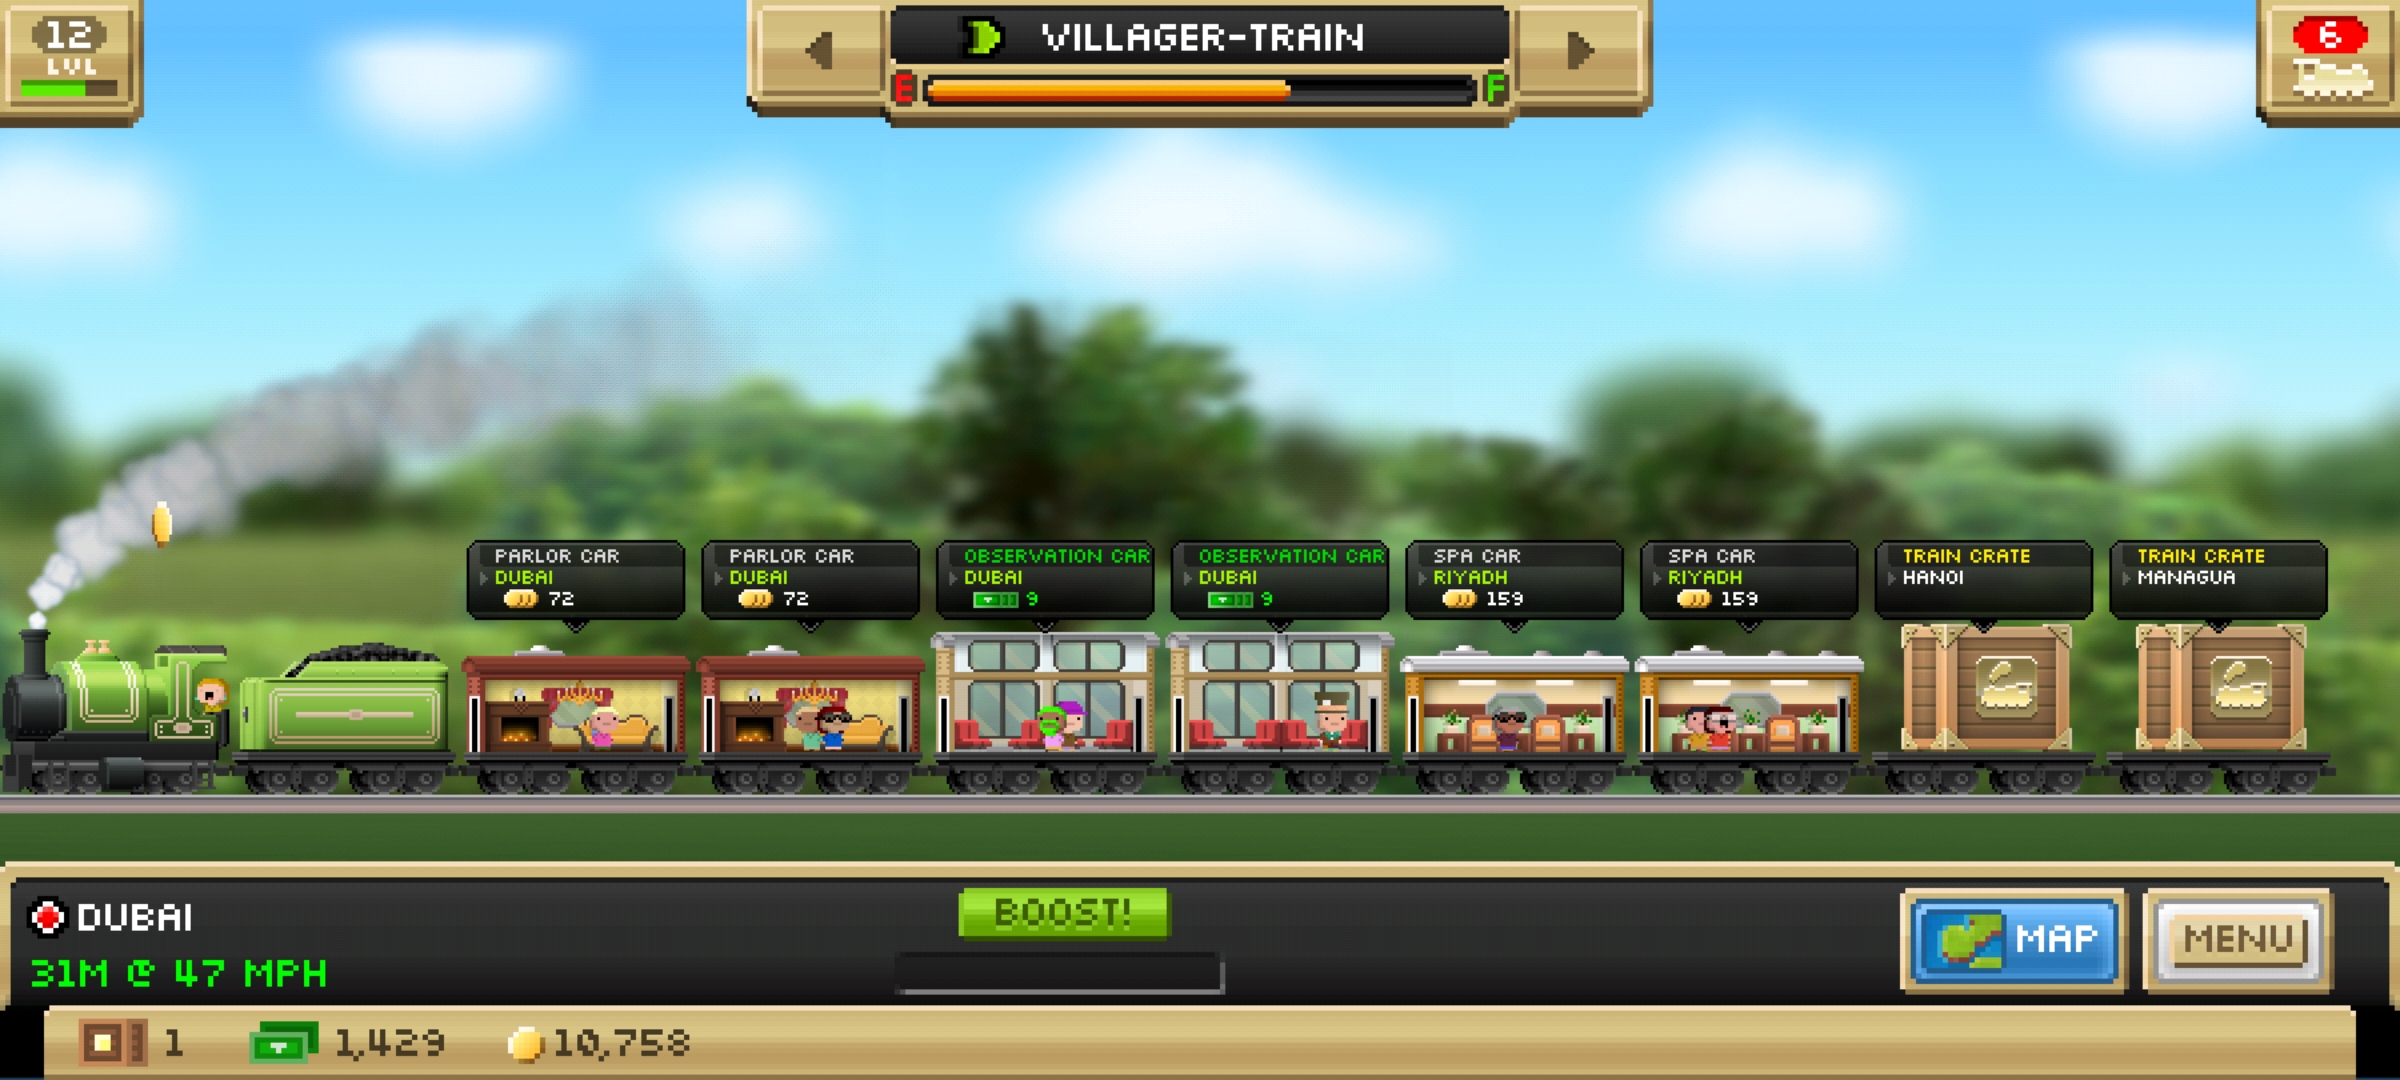 12
LVL
VILLAGER-TRAIN
E
F
6
PARLOR CAR
DUBAI
72
PARLOR CAR
DUBAI
72
OBSERVATION CAR
DUBAI
9
OBSERVATION CAR
DUBAI
9
SPA CAR
RIYADH
159
SPA CAR
RIYADH
159
TRAIN CRATE
HANOI
TRAIN CRATE
MANAGUA
DUBAI
31M @ 47 MPH
BOOST!
MAP
MENU
1
1,429
10,758